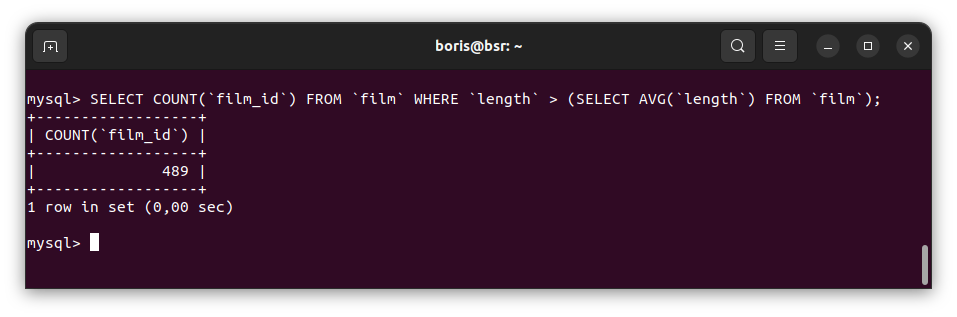 boris@bsr: ~
mysql> SELECT COUNT(`film_id`) FROM `film` WHERE `length` > (SELECT AVG(`length`) FROM `film`);
+------------------+
| COUNT(`film_id`) |
+------------------+
|              489 |
+------------------+
1 row in set (0,00 sec)
mysql>